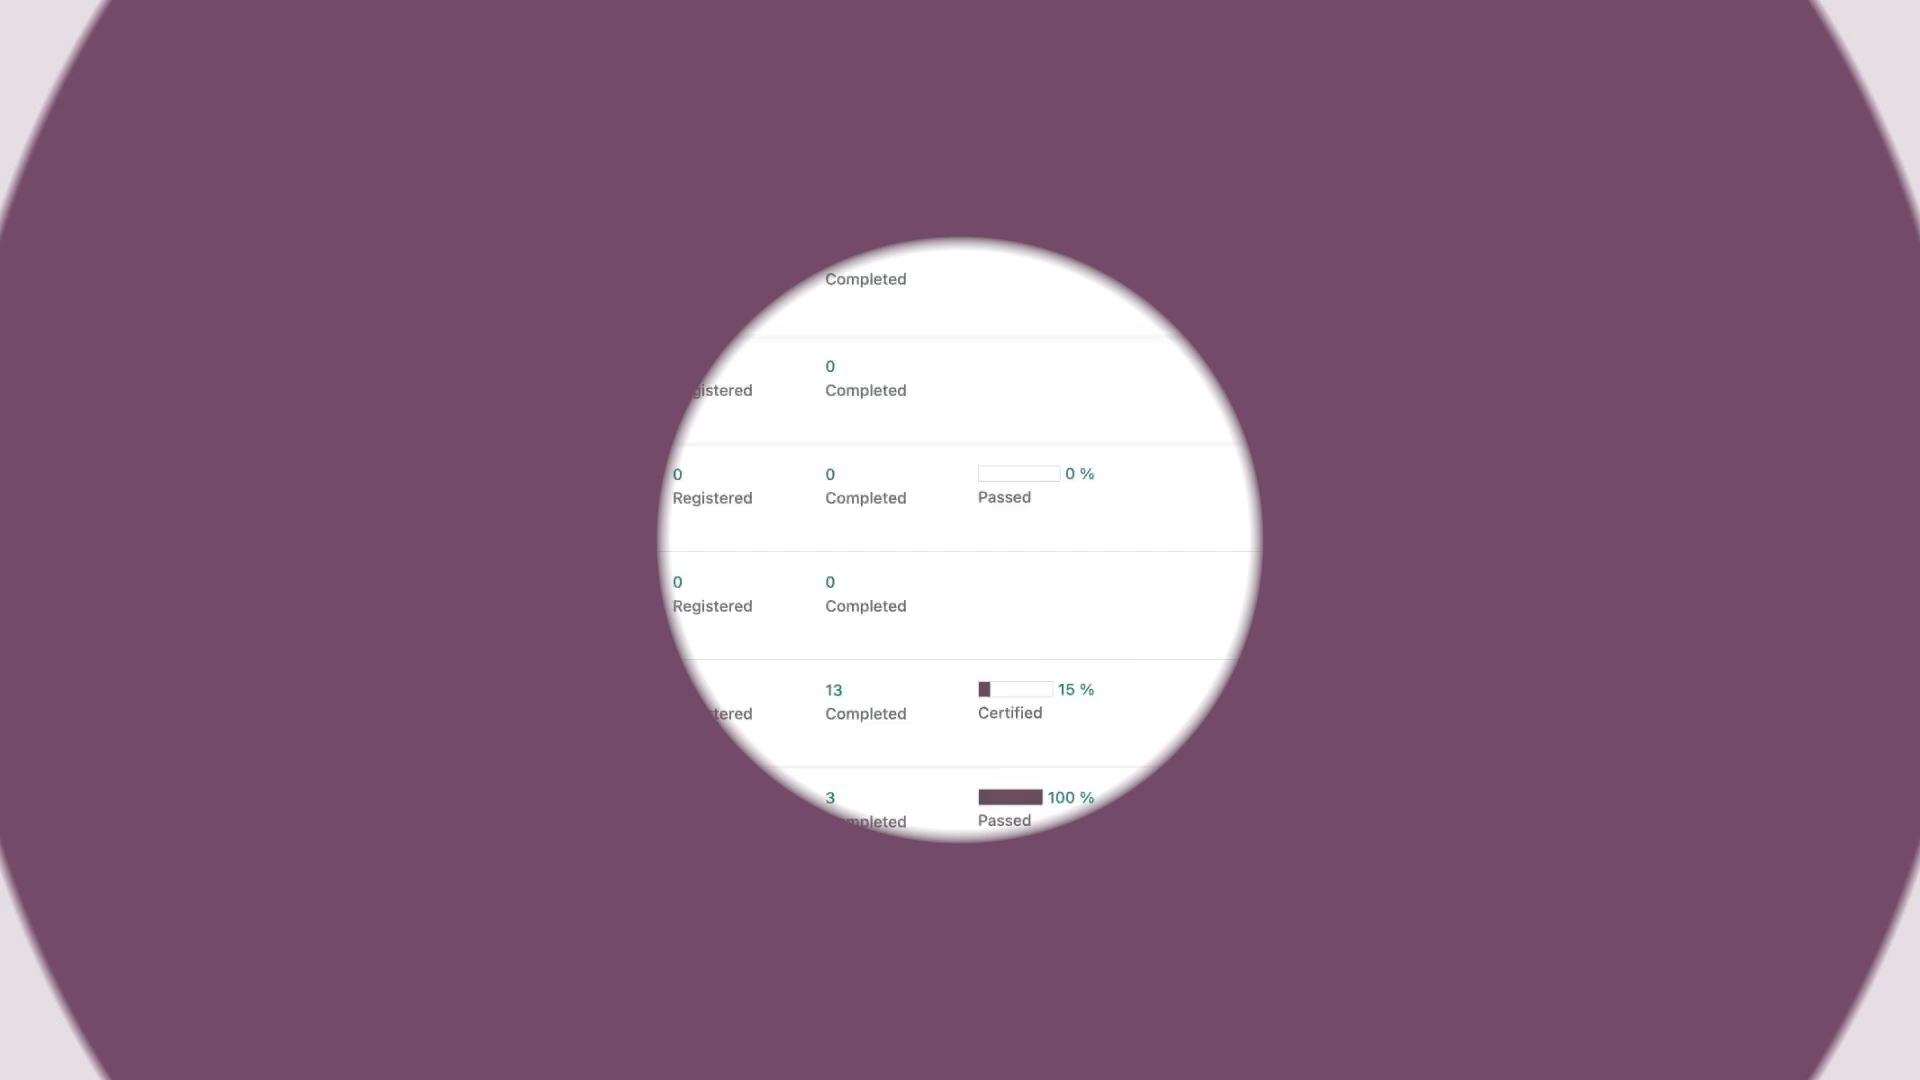 Completed
0
Completed
0 0 0 %
Registered Completed Passed
0 0
Registered Completed
13 15 %
Completed Certified
3 100 %
Passed